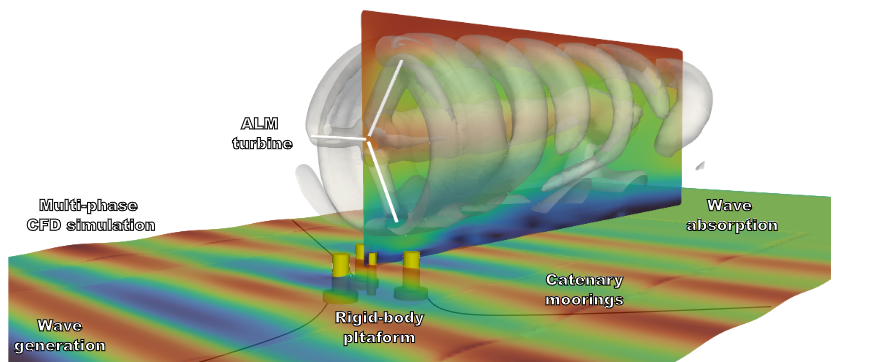 ALM
turbine
Multi-phase
CFD simulation
Wave
absorption
Catenary
moorings
Rigid-body
pltaform
Wave
generation